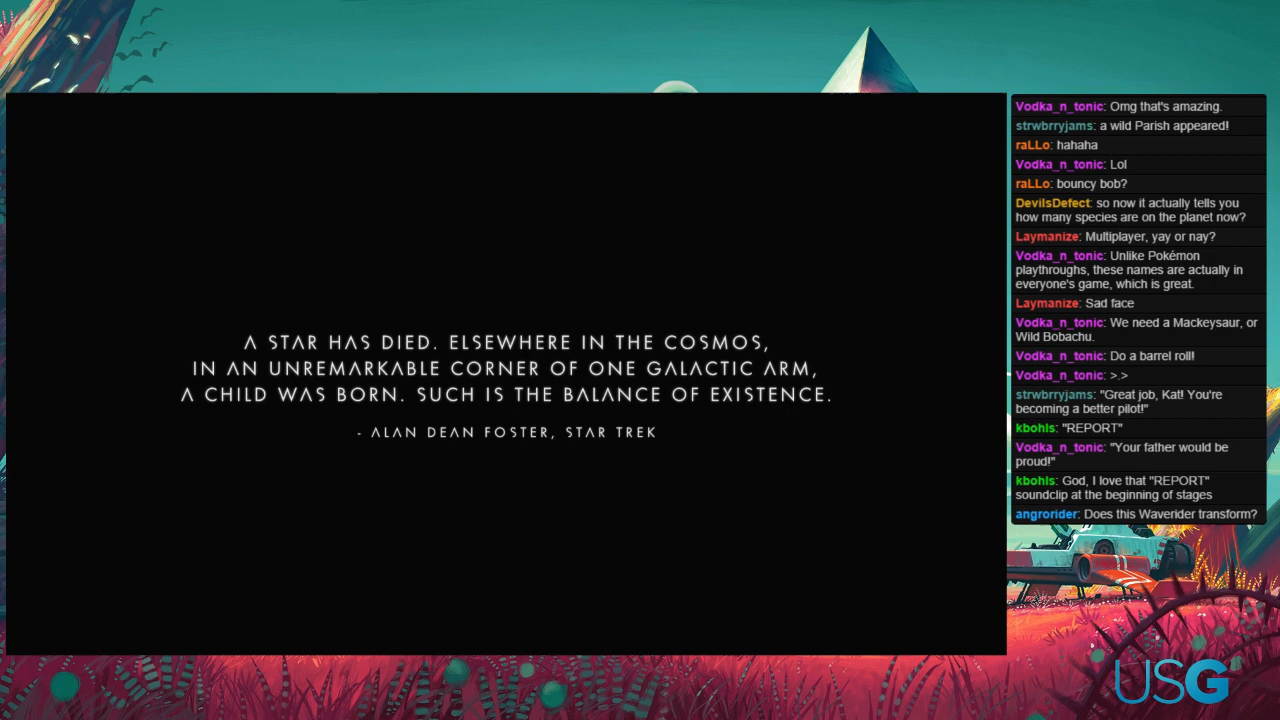 A STAR HAS DIED. ELSEWHERE IN THE COSMOS,
IN AN UNREMARKABLE CORNER OF ONE GALACTIC ARM,
A CHILD WAS BORN. SUCH IS THE BALANCE OF EXISTENCE.
- ALAN DEAN FOSTER, STAR TREK
Vodka_n_tonic: Omg that's amazing.
strwbrryjams: a wild Parish appeared!
raLLo: hahaha
Vodka_n_tonic: Lol
raLLo: bouncy bob?
DevilsDefect: so now it actually tells you
how many species are on the planet now?
Laymanize: Multiplayer, yay or nay?
Vodka_n_tonic: Unlike Pokémon
playthroughs, these names are actually in
everyone's game, which is great.
Laymanize: Sad face
Vodka_n_tonic: We need a Mackeysaur, or
Wild Bobachu.
Vodka_n_tonic: Do a barrel roll!
Vodka_n_tonic: >.>
strwbrryjams: "Great job, Kat! You're
becoming a better pilot!"
kbohls: "REPORT"
Vodka_n_tonic: "Your father would be
proud!"
kbohls: God, I love that "REPORT"
soundclip at the beginning of stages
angrorider: Does this Waverider transform?
USG